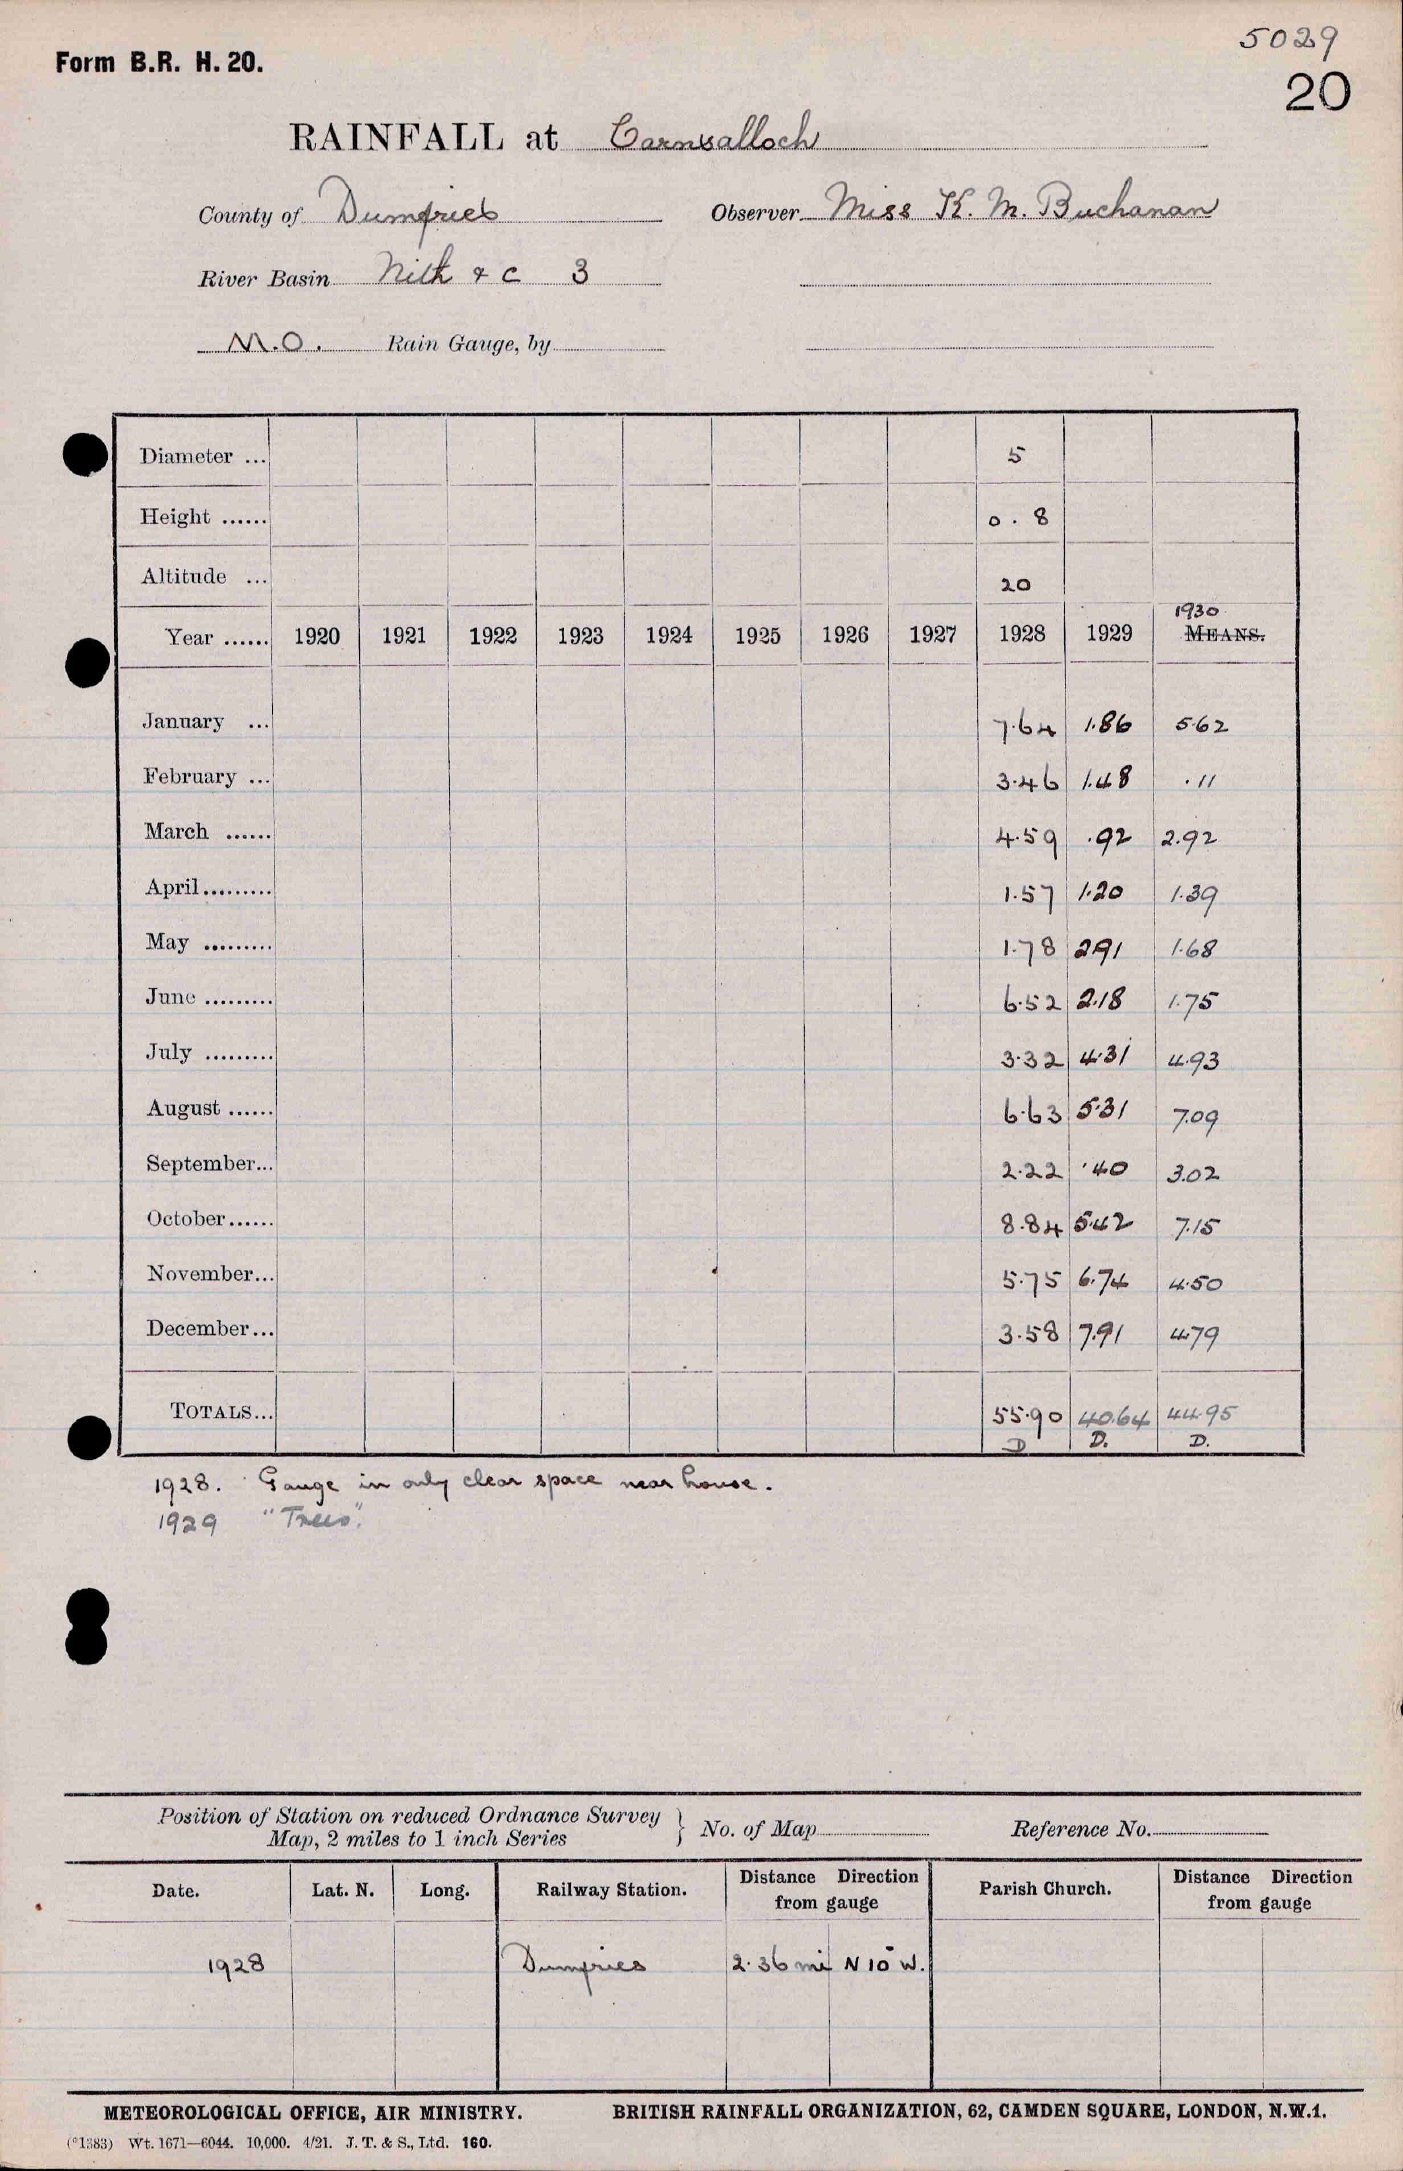 5029
Form B.R. H. 20.
20
RAINFALL at Carnsalloch
County of Dumfries Observer Miss K. M. Buchanan
River Basin Nith & C 3
M.O. Rain Gauge, by
Diameter ... 5
Height ...... 0.8
Altitude ... 20
1930
Year ...... 1920 1921 1922 1923 1924 1925 1926 1927 1928 1929 MEANS.
January ... 7.64 1.86 5.62
February ... 3.46 1.48 .11
March ...... 4.59 .92 2.92
April......... 1.57 1.20 1.39
May ......... 1.78 2.91 1.68
June ......... 6.52 2.18 1.75
July ......... 3.32 4.31 4.93
August ...... 6.63 5.31 7.09
September... 2.22 .40 3.02
October...... 8.84 5.42 7.15
November... 5.75 6.74 4.50
December... 3.58 7.91 4.79
TOTALS... 55.90 40.64 44.95
D D. D.
1928. Gauge in only clear space near house.
1929 "Trees".
Position of Station on reduced Ordnance Survey
Map, 2 miles to 1 inch Series } No. of Map Reference No.
Date. Lat. N. Long. Railway Station. Distance Direction from gauge Parish Church. Distance Direction from gauge
1928 Dumfries 2.36 mi N 10° W.
METEOROLOGICAL OFFICE, AIR MINISTRY. BRITISH RAINFALL ORGANIZATION, 62, CAMDEN SQUARE, LONDON, N.W.1.
(*1383) Wt. 1671—6044. 10,000. 4/21. J. T. & S., Ltd. 160.